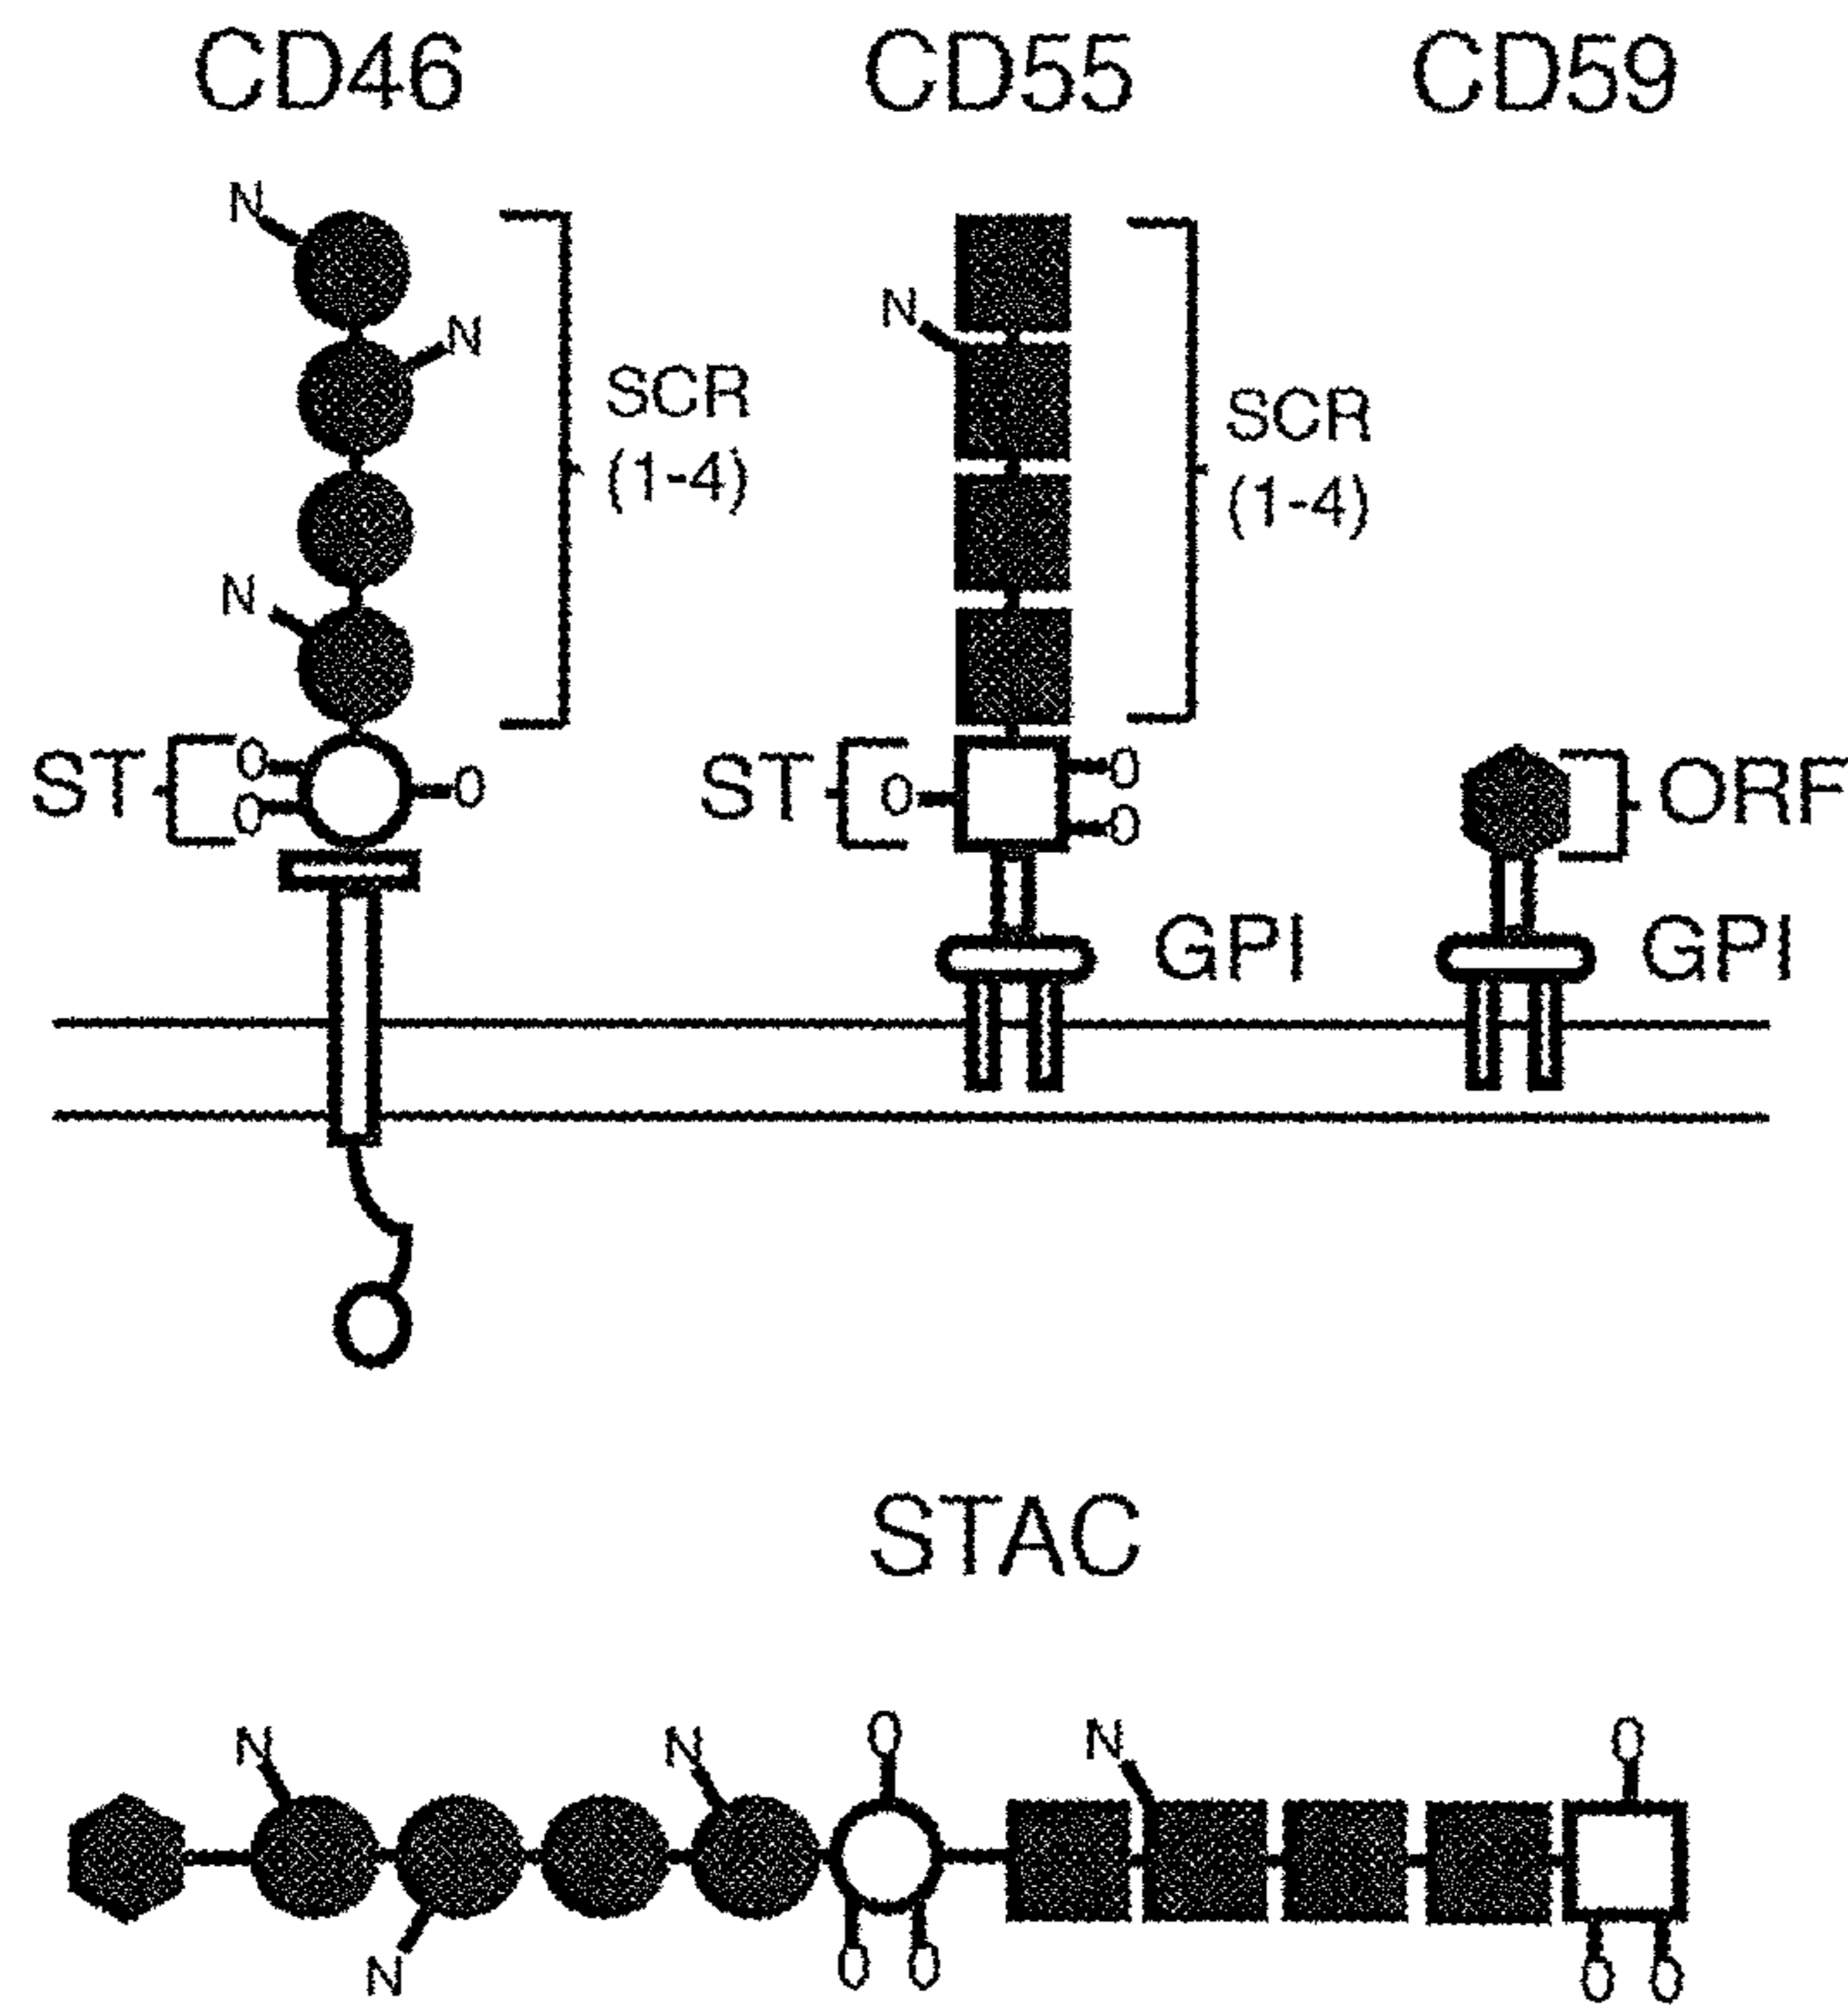 CD46 CD55 CD59
N
N
N
N
SCR
(1-4)
SCR
(1-4)
ST O O O
ST O O O
ORF
GPI GPI
STAC
N N O N O
N O O O O